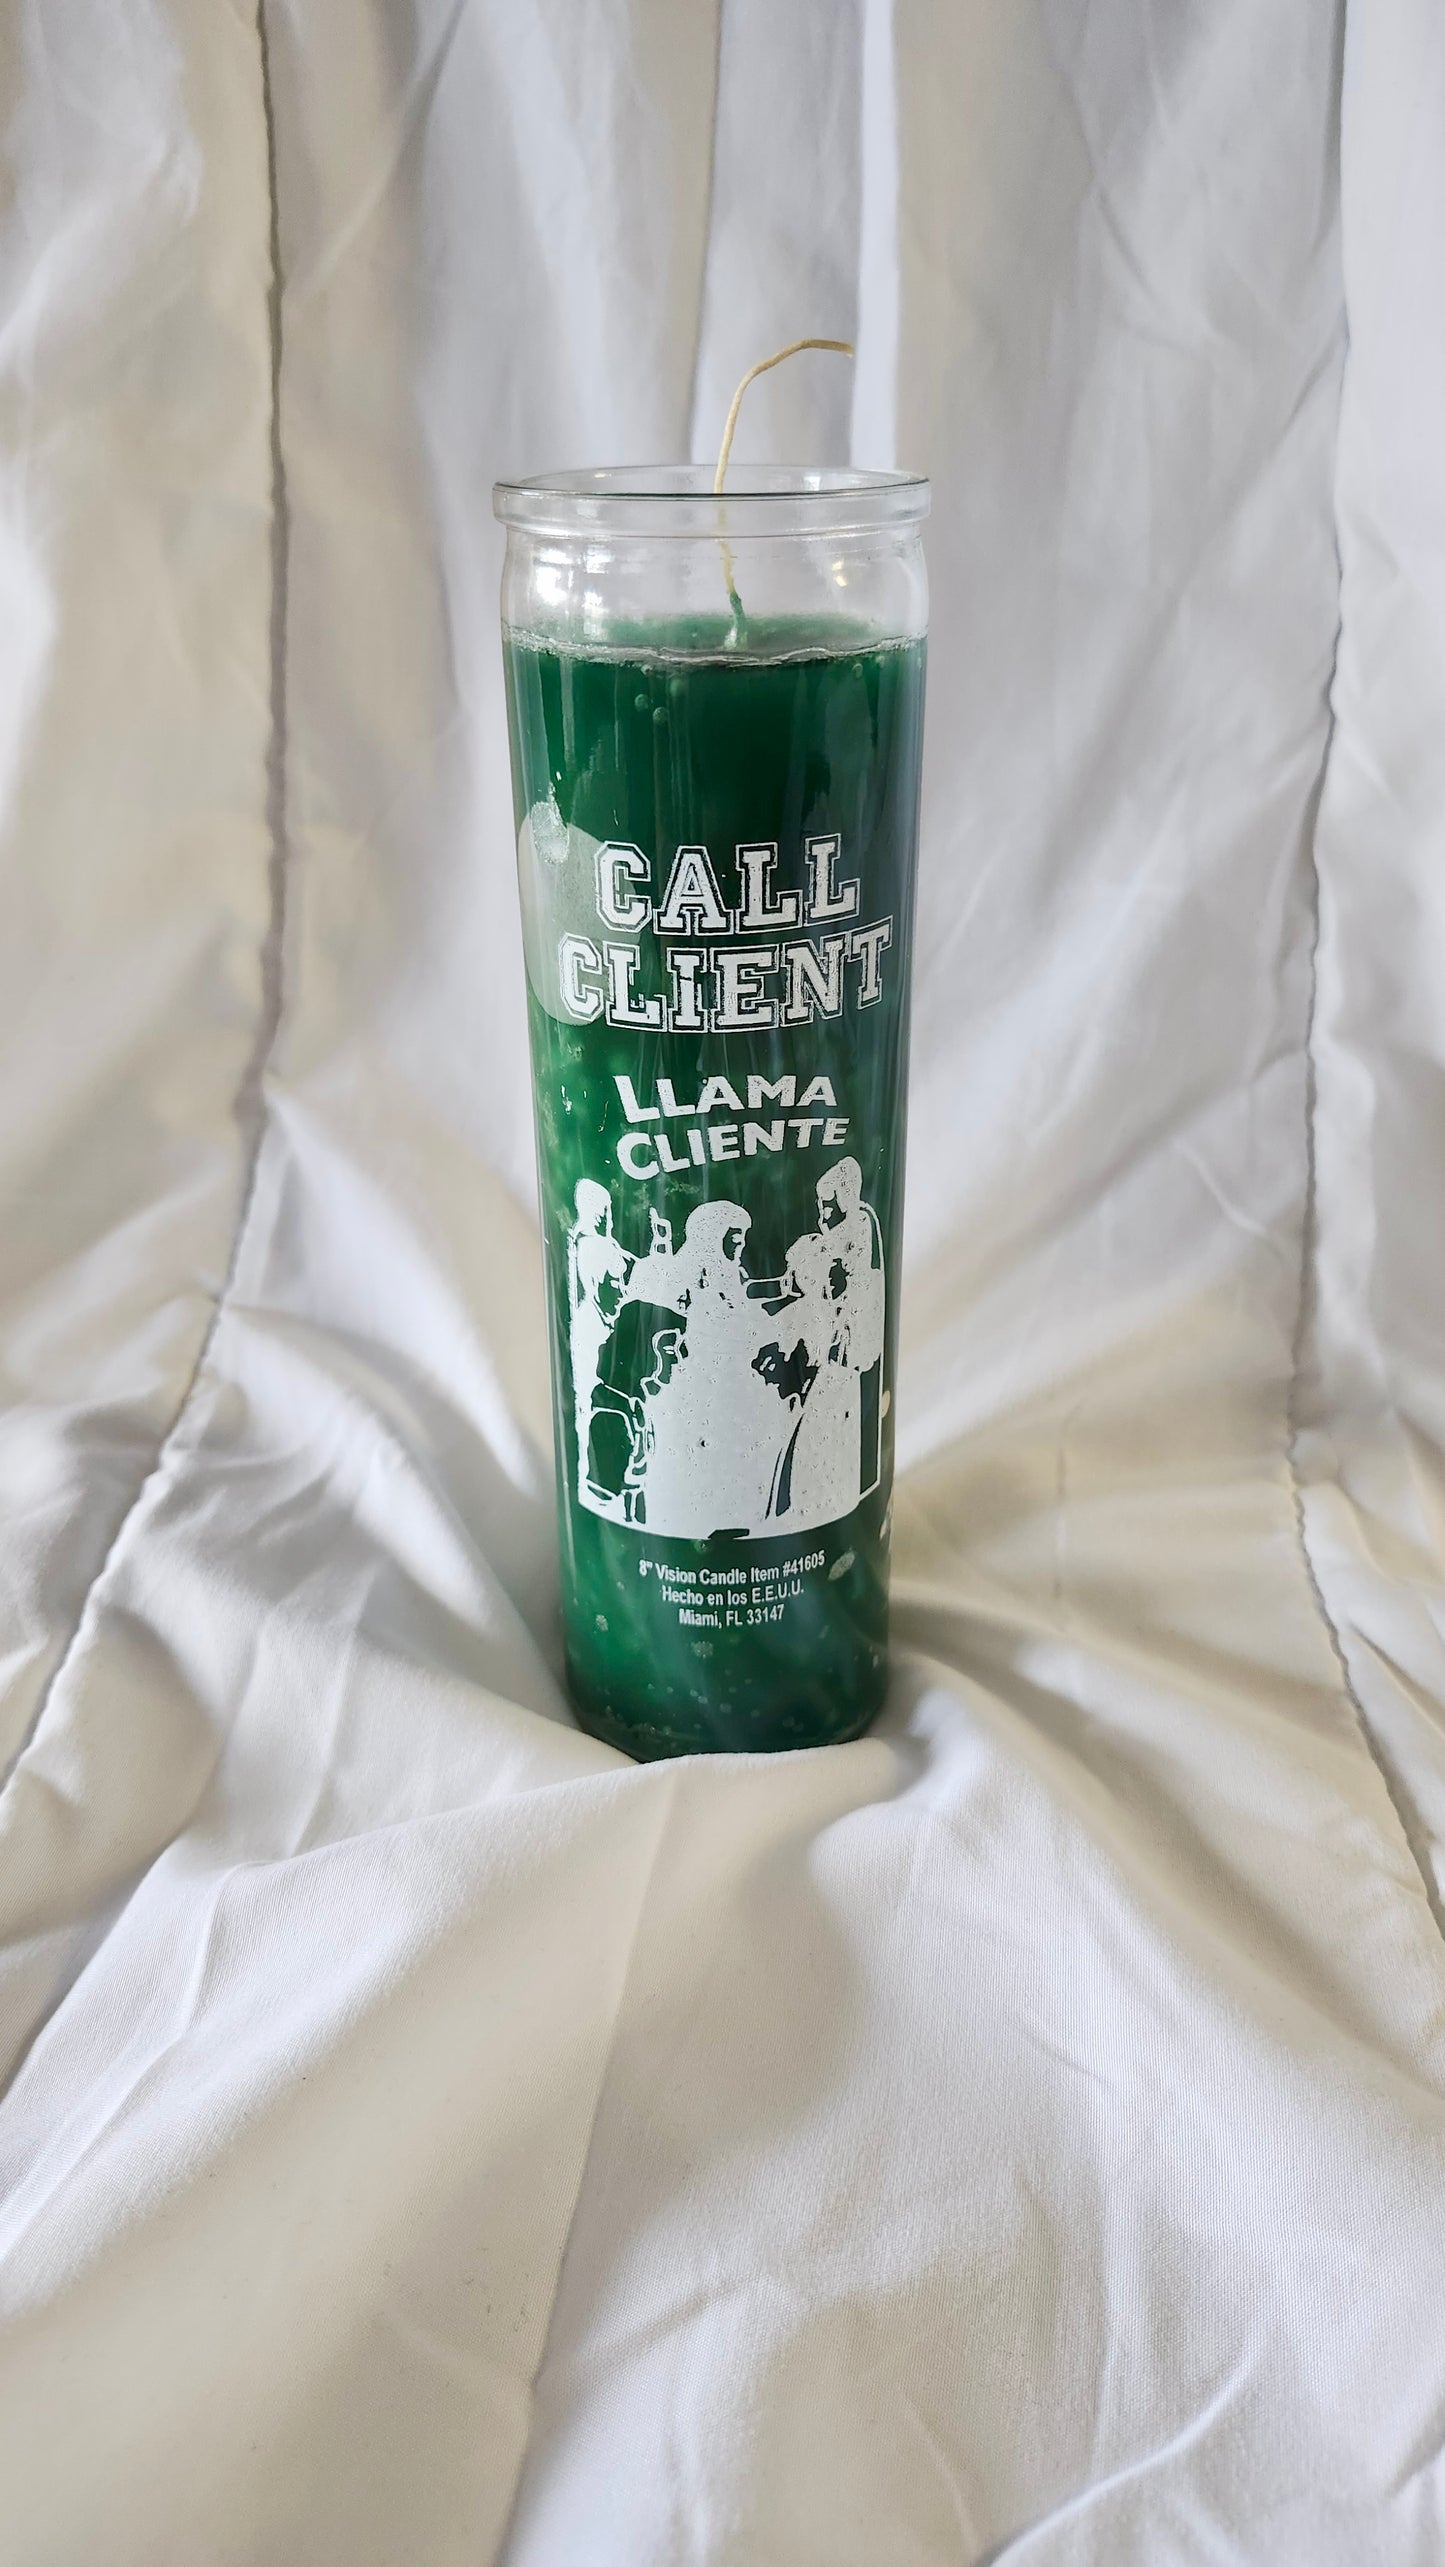 CALL
CLIENT
LLAMA
CLIENTE
8" Vision Candle Item #41605
Hecho en los E.E.U.U.
Miami, FL 33147